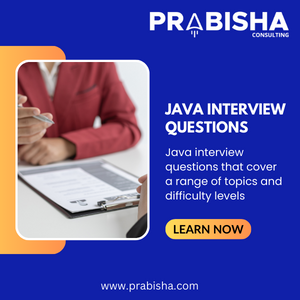 PRABISHA
CONSULTING
JAVA INTERVIEW
QUESTIONS
Java interview
questions that cover
a range of topics and
difficulty levels
LEARN NOW
www.prabisha.com